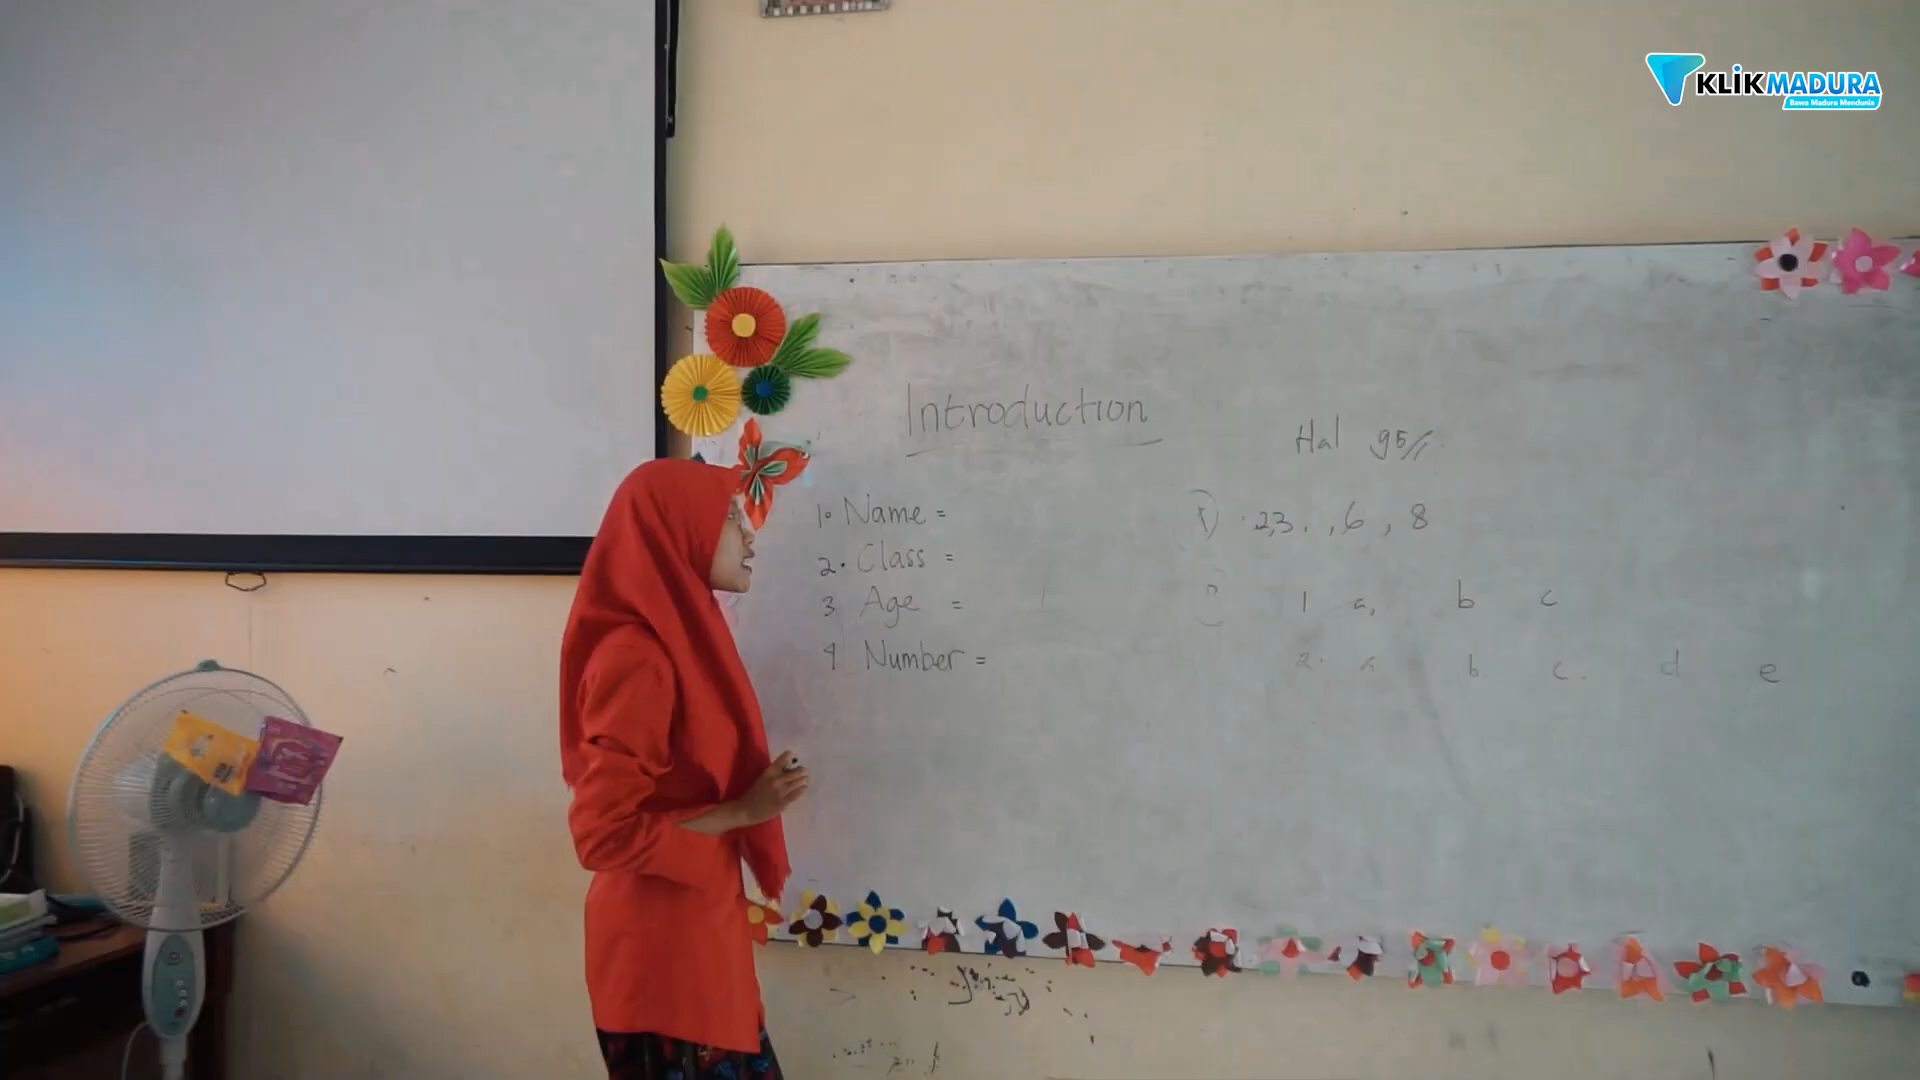 KLiKMADURA
Bawa Madura Mendunia
Introduction
1. Name =
2. Class =
3 Age =
4 Number =
Hal 95
1) 2,3. , 6 , 8
1 a, b c
2. a b c. d e